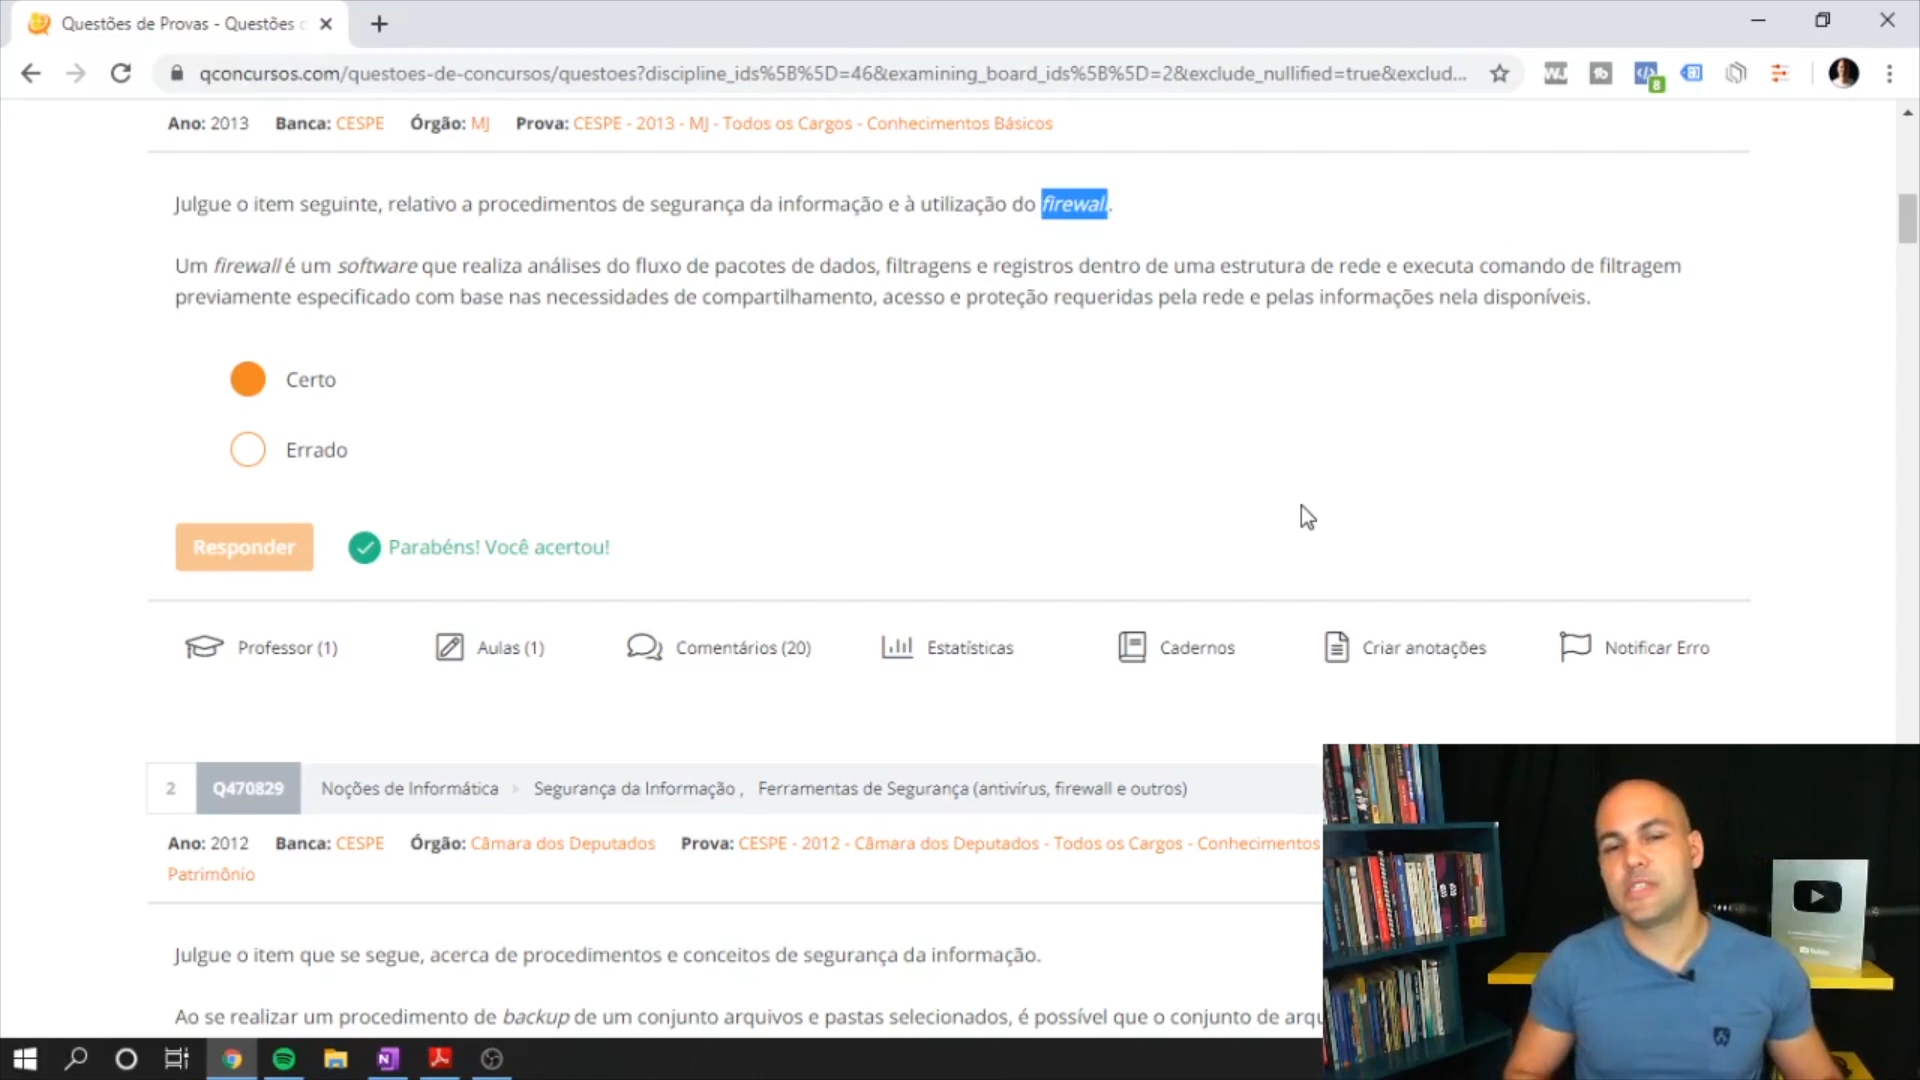 Questões de Provas - Questões d
qconcursos.com/questoes-de-concursos/questoes?discipline_ids%5B%5D=46&examining_board_ids%5B%5D=2&exclude_nullified=true&exclud...
8
Ano: 2013 Banca: CESPE Órgão: MJ Prova: CESPE - 2013 - MJ - Todos os Cargos - Conhecimentos Básicos
Julgue o item seguinte, relativo a procedimentos de segurança da informação e à utilização do firewall.
Um firewall é um software que realiza análises do fluxo de pacotes de dados, filtragens e registros dentro de uma estrutura de rede e executa comando de filtragem
previamente especificado com base nas necessidades de compartilhamento, acesso e proteção requeridas pela rede e pelas informações nela disponíveis.
Certo
Errado
Responder Parabéns! Você acertou!
Professor (1) Aulas (1) Comentários (20) Estatísticas Cadernos Criar anotações Notificar Erro
2 Q470829 Noções de Informática Segurança da Informação , Ferramentas de Segurança (antivírus, firewall e outros)
Ano: 2012 Banca: CESPE Órgão: Câmara dos Deputados Prova: CESPE - 2012 - Câmara dos Deputados - Todos os Cargos - Conhecimentos
Patrimônio
Julgue o item que se segue, acerca de procedimentos e conceitos de segurança da informação.
Ao se realizar um procedimento de backup de um conjunto arquivos e pastas selecionados, é possível que o conjunto de arqu